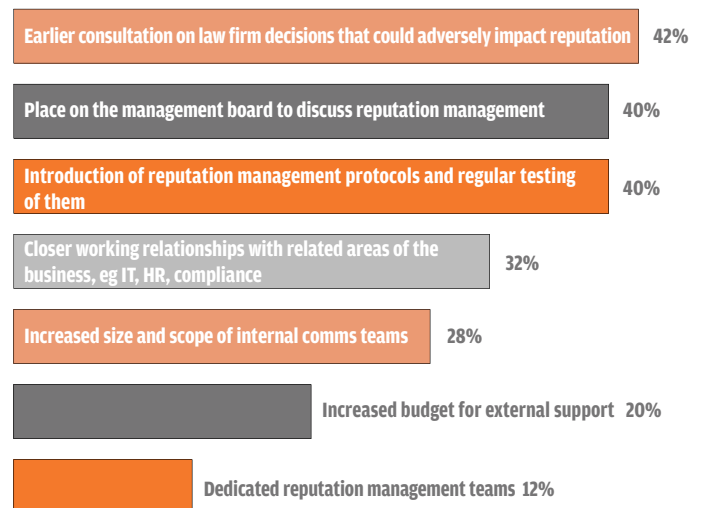 Earlier consultation on law firm decisions that could adversely impact reputation 42%
Place on the management board to discuss reputation management 40%
Introduction of reputation management protocols and regular testing
of them
40%
Closer working relationships with related areas of the
business, eg IT, HR, compliance
32%
Increased size and scope of internal comms teams 28%
Increased budget for external support 20%
Dedicated reputation management teams 12%